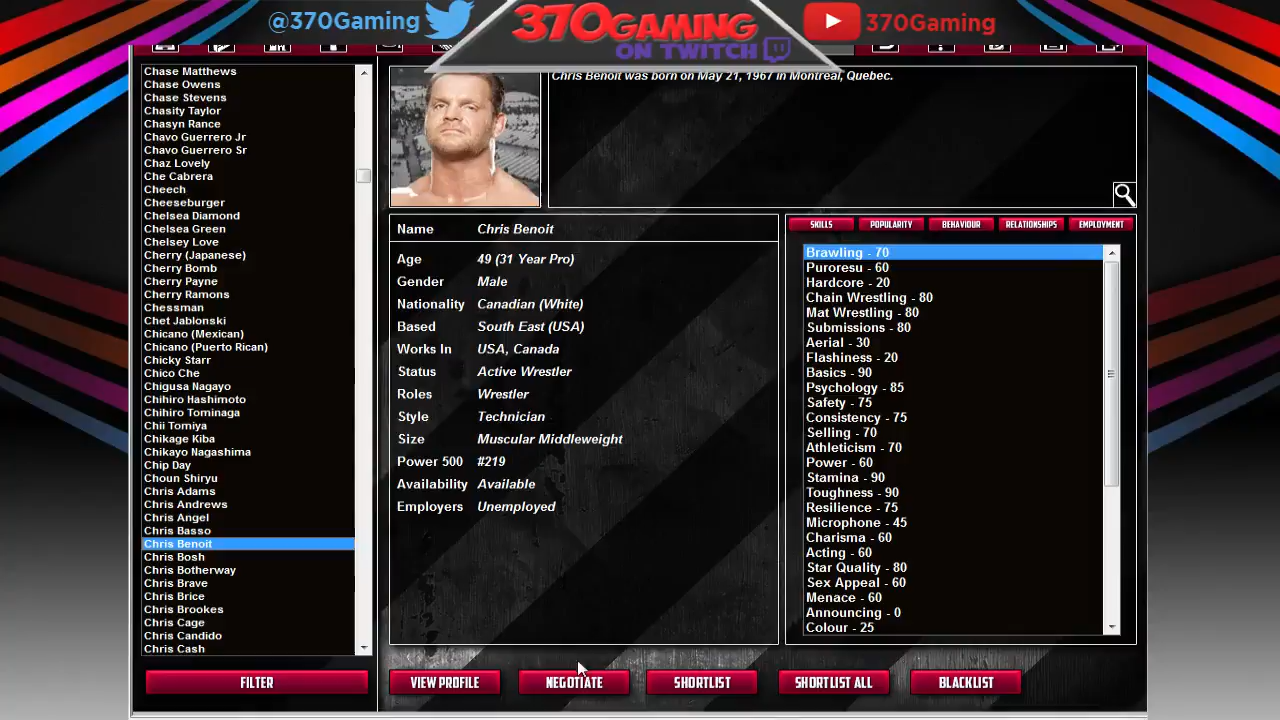 @370Gaming
370GAMING
ON TWITCH
370Gaming
Chase Matthews
Chase Owens
Chase Stevens
Chasity Taylor
Chasyn Rance
Chavo Guerrero Jr
Chavo Guerrero Sr
Chaz Lovely
Che Cabrera
Cheech
Cheeseburger
Chelsea Diamond
Chelsea Green
Chelsey Love
Cherry (Japanese)
Cherry Bomb
Cherry Payne
Cherry Ramons
Chessman
Chet Jablonski
Chicano (Mexican)
Chicano (Puerto Rican)
Chicky Starr
Chico Che
Chigusa Nagayo
Chihiro Hashimoto
Chihiro Tominaga
Chii Tomiya
Chikage Kiba
Chikayo Nagashima
Chip Day
Choun Shiryu
Chris Adams
Chris Andrews
Chris Angel
Chris Basso
Chris Benoit
Chris Bosh
Chris Botherway
Chris Brave
Chris Brice
Chris Brookes
Chris Cage
Chris Candido
Chris Cash
FILTER
Chris Benoit was born on May 21, 1967 in Montreal, Quebec.
Name Chris Benoit
Age 49 (31 Year Pro)
Gender Male
Nationality Canadian (White)
Based South East (USA)
Works In USA, Canada
Status Active Wrestler
Roles Wrestler
Style Technician
Size Muscular Middleweight
Power 500 #219
Availability Available
Employers Unemployed
SKILLS POPULARITY BEHAVIOUR RELATIONSHIPS EMPLOYMENT
Brawling - 70
Puroresu - 60
Hardcore - 20
Chain Wrestling - 80
Mat Wrestling - 80
Submissions - 80
Aerial - 30
Flashiness - 20
Basics - 90
Psychology - 85
Safety - 75
Consistency - 75
Selling - 70
Athleticism - 70
Power - 60
Stamina - 90
Toughness - 90
Resilience - 75
Microphone - 45
Charisma - 60
Acting - 60
Star Quality - 80
Sex Appeal - 60
Menace - 60
Announcing - 0
Colour - 25
VIEW PROFILE NEGOTIATE SHORTLIST SHORTLIST ALL BLACKLIST